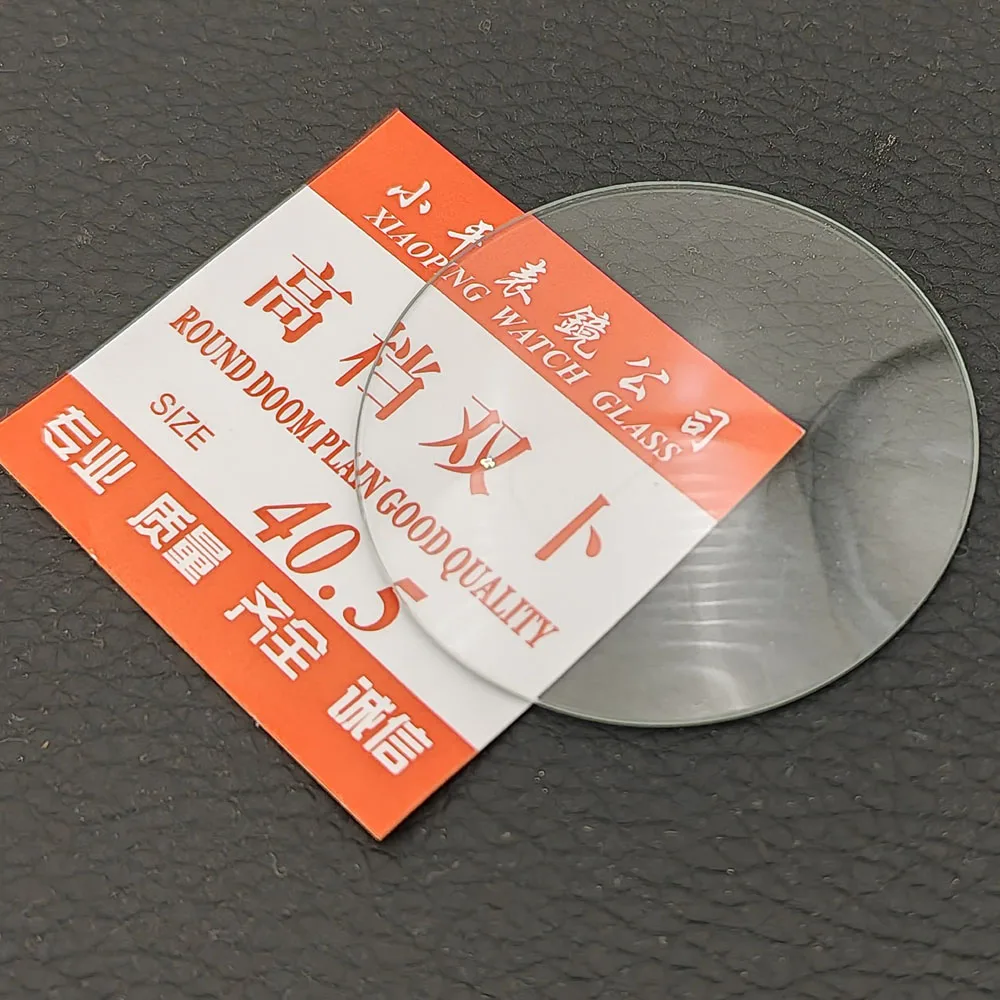 小平表鏡公司
XIAOPING WATCH GLASS
高档双卜
ROUND DOOM PLAIN GOOD QUALITY
SIZE
40.5
专业 质量 齐全 诚信